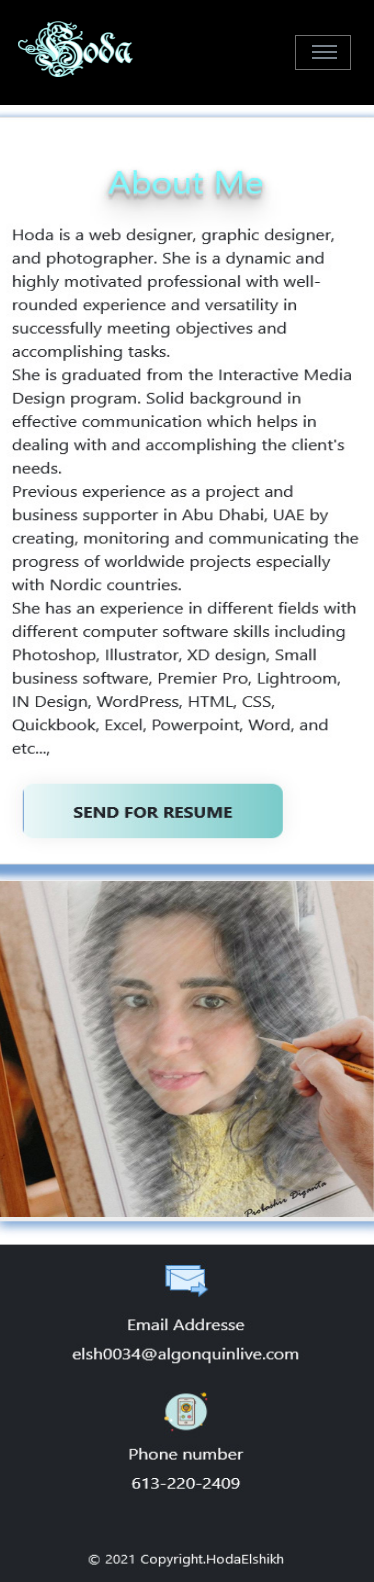 Hoda
About Me
Hoda is a web designer, graphic designer,
and photographer. She is a dynamic and
highly motivated professional with well-
rounded experience and versatility in
successfully meeting objectives and
accomplishing tasks.
She is graduated from the Interactive Media
Design program. Solid background in
effective communication which helps in
dealing with and accomplishing the client's
needs.
Previous experience as a project and
business supporter in Abu Dhabi, UAE by
creating, monitoring and communicating the
progress of worldwide projects especially
with Nordic countries.
She has an experience in different fields with
different computer software skills including
Photoshop, Illustrator, XD design, Small
business software, Premier Pro, Lightroom,
IN Design, WordPress, HTML, CSS,
Quickbook, Excel, Powerpoint, Word, and
etc...,
SEND FOR RESUME
Probashir Diganta
Email Addresse
elsh0034@algonquinlive.com
Phone number
613-220-2409
© 2021 Copyright.HodaElshikh